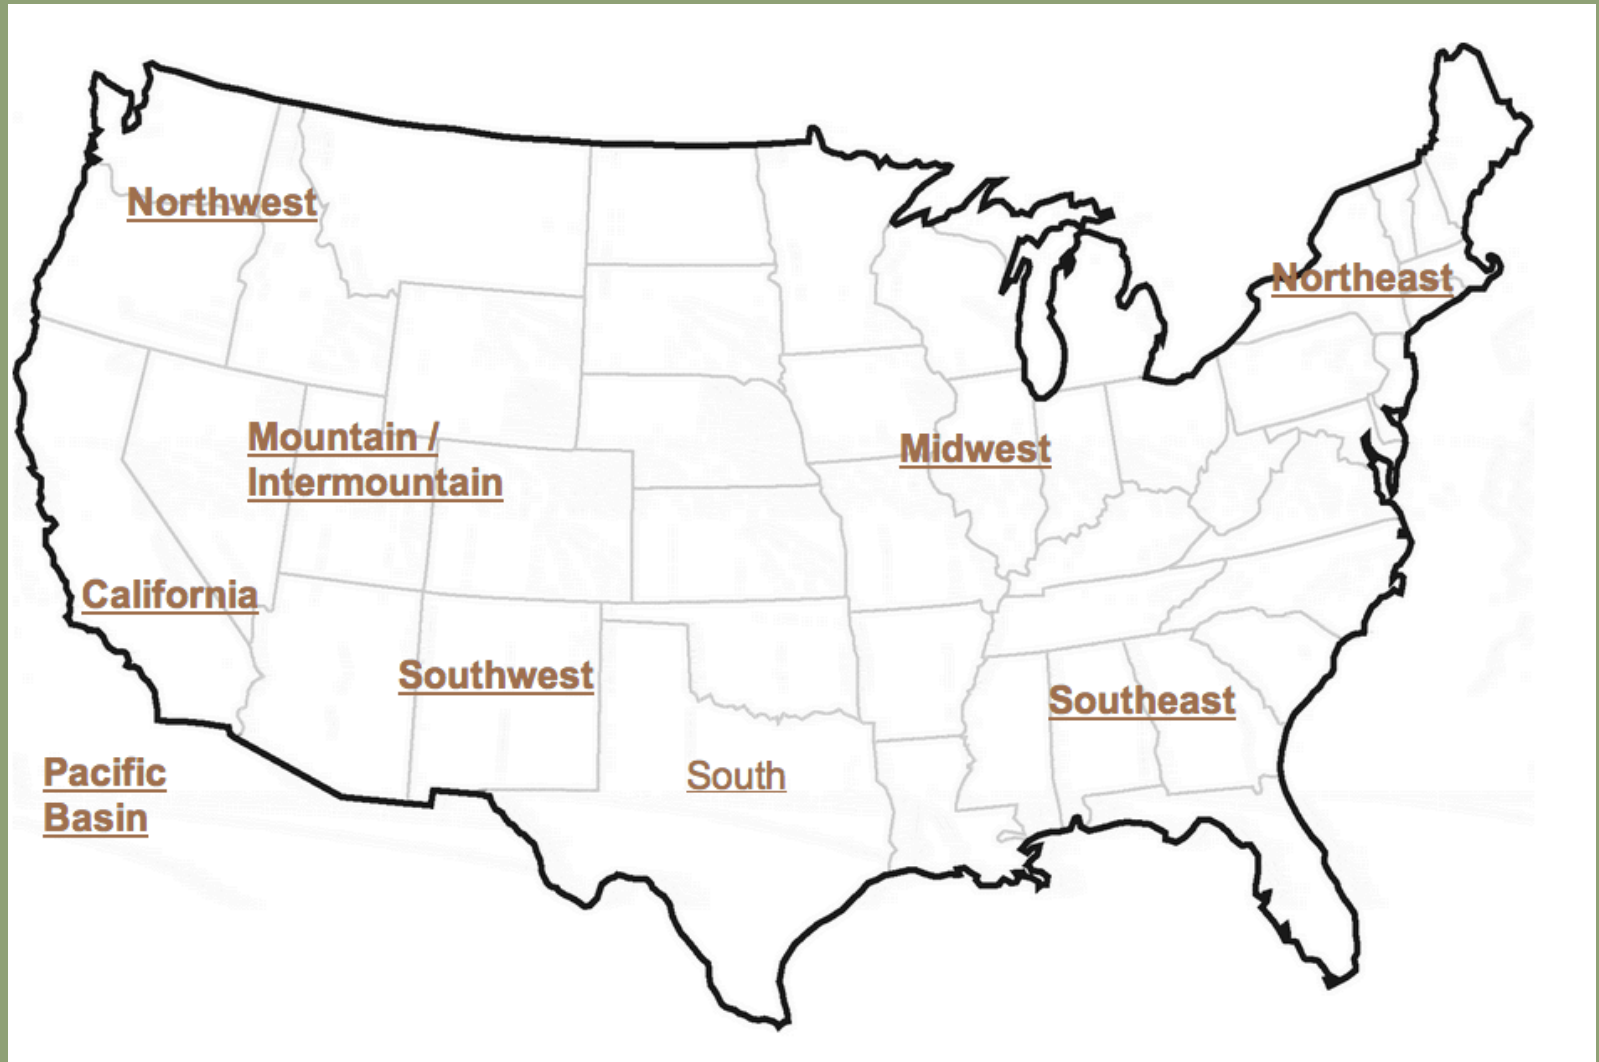 Northwest
Northeast
Mountain /
Intermountain
Midwest
California
Southwest
Southeast
Pacific
Basin
South